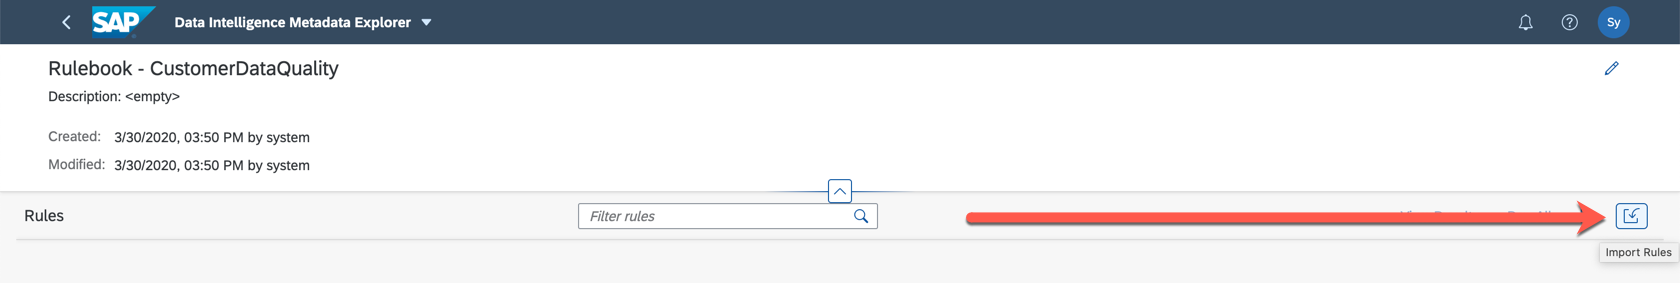 SAP Data Intelligence Metadata Explorer Sy
Rulebook - CustomerDataQuality
Description: <empty>
Created: 3/30/2020, 03:50 PM by system
Modified: 3/30/2020, 03:50 PM by system
Rules Filter rules
Import Rules